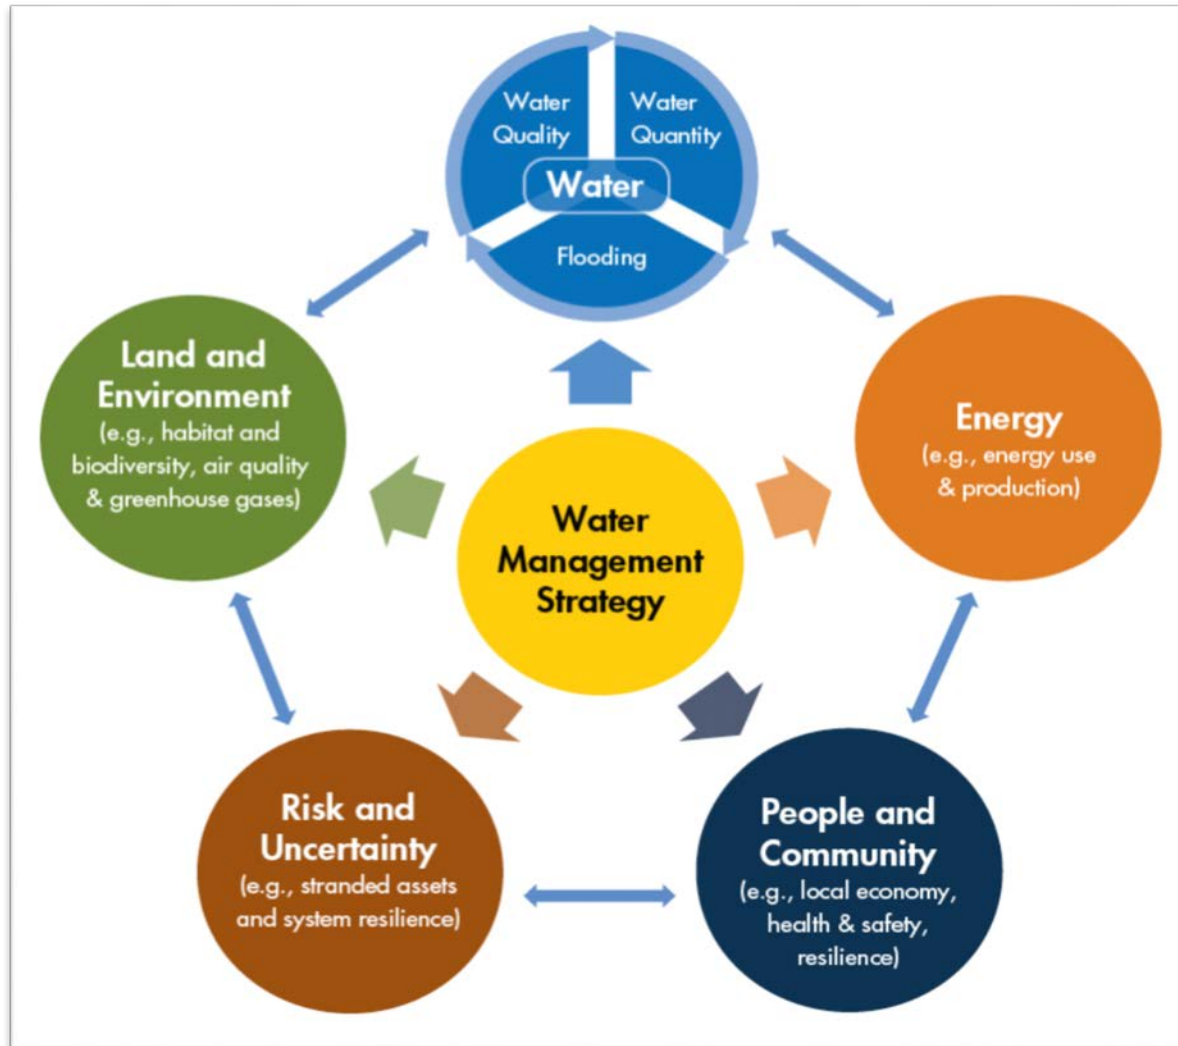 Water
Quality
Water
Quantity
Water
Flooding
Land and
Environment
(e.g., habitat and
biodiversity, air quality
& greenhouse gases)
Energy
(e.g., energy use
& production)
Water
Management
Strategy
Risk and
Uncertainty
(e.g., stranded assets
and system resilience)
People and
Community
(e.g., local economy,
health & safety,
resilience)